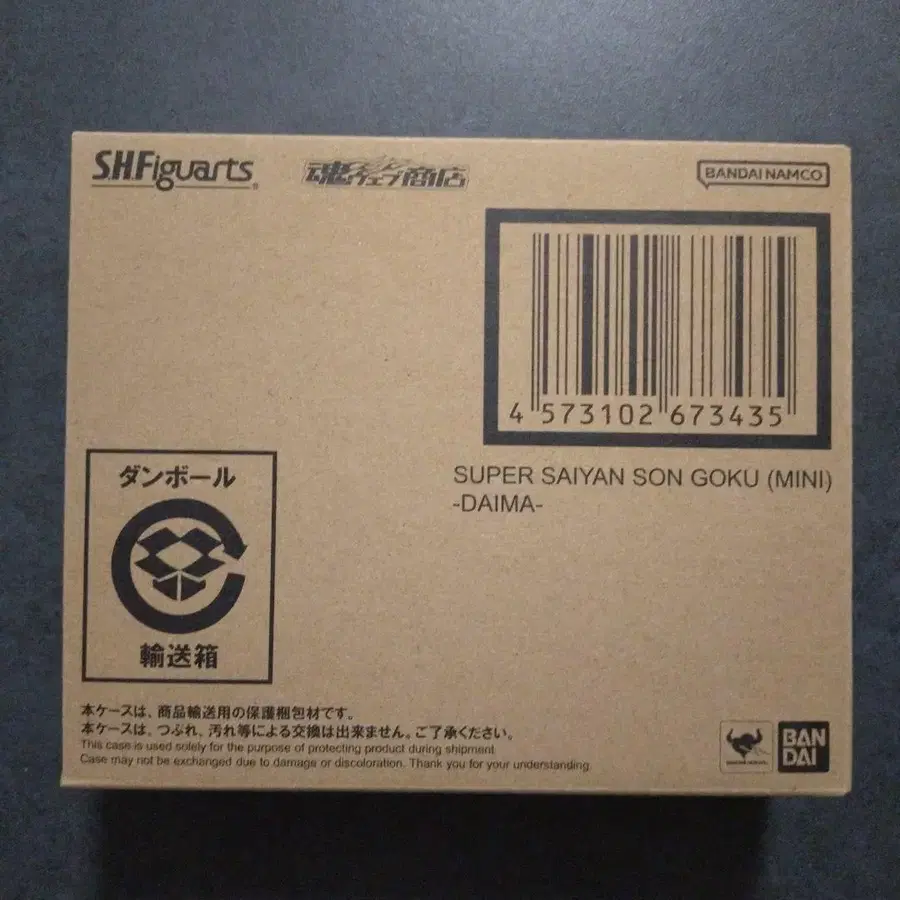 S.H.Figuarts
魂ウェブ商店
BANDAI NAMCO
4 573102 673435
SUPER SAIYAN SON GOKU (MINI)
-DAIMA-
ダンボール
輸送箱
本ケースは、商品輸送用の保護梱包材です。
本ケースは、つぶれ、汚れ等による交換は出来ません。ご了承ください。
This case is used solely for the purpose of protecting product during shipment.
Case may not be exchanged due to damage or discoloration. Thank you for your understanding.
BAN
DAI